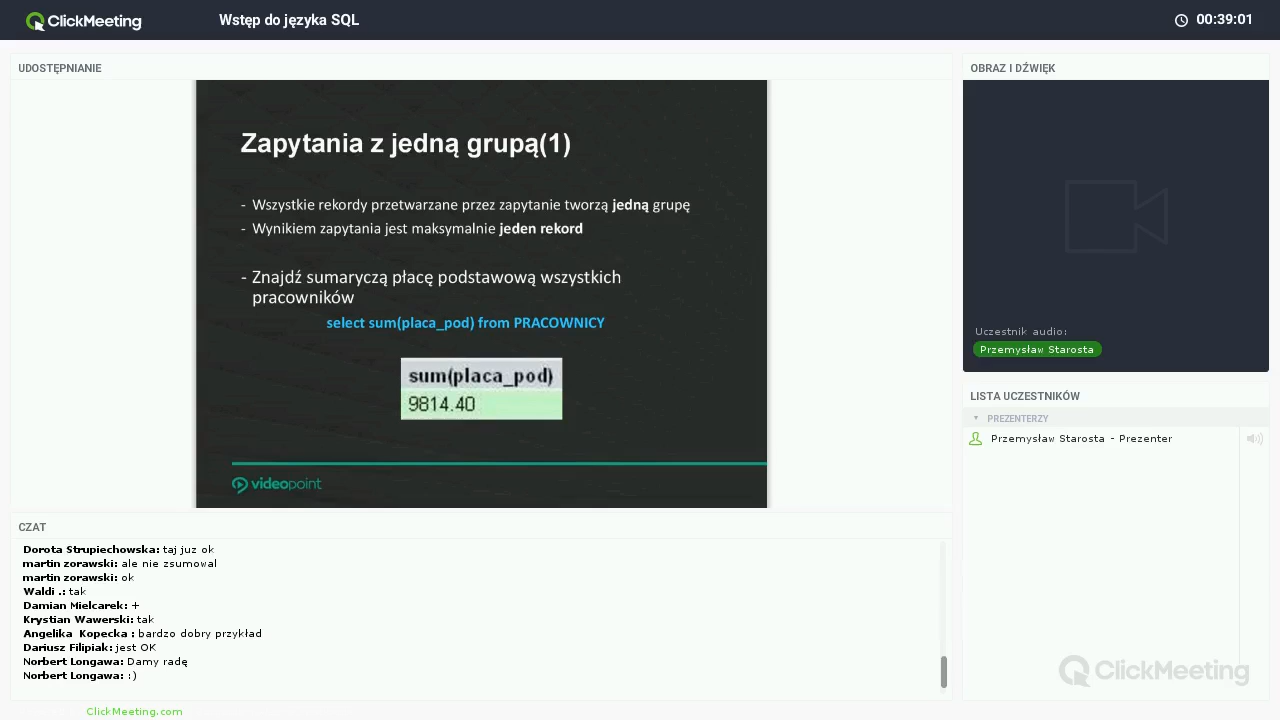 ClickMeeting
Wstęp do języka SQL
00:39:01
UDOSTĘPNIANIE
Zapytania z jedną grupą(1)
- Wszystkie rekordy przetwarzane przez zapytanie tworzą jedną grupę
- Wynikiem zapytania jest maksymalnie jeden rekord
- Znajdź sumaryczą płacę podstawową wszystkich
pracowników
select sum(placa_pod) from PRACOWNICY
sum(placa_pod)
9814.40
videopoint
OBRAZ I DŹWIĘK
Uczestnik audio:
Przemysław Starosta
LISTA UCZESTNIKÓW
PREZENTERZY
Przemysław Starosta - Prezenter
CZAT
Dorota Strupiechowska: taj juz ok
martin zorawski: ale nie zsumowal
martin zorawski: ok
Waldi .: tak
Damian Mielcarek: +
Krystian Wawerski: tak
Angelika Kopecka : bardzo dobry przykład
Dariusz Filipiak: jest OK
Norbert Longawa: Damy radę
Norbert Longawa: :)
ClickMeeting
ClickMeeting.com